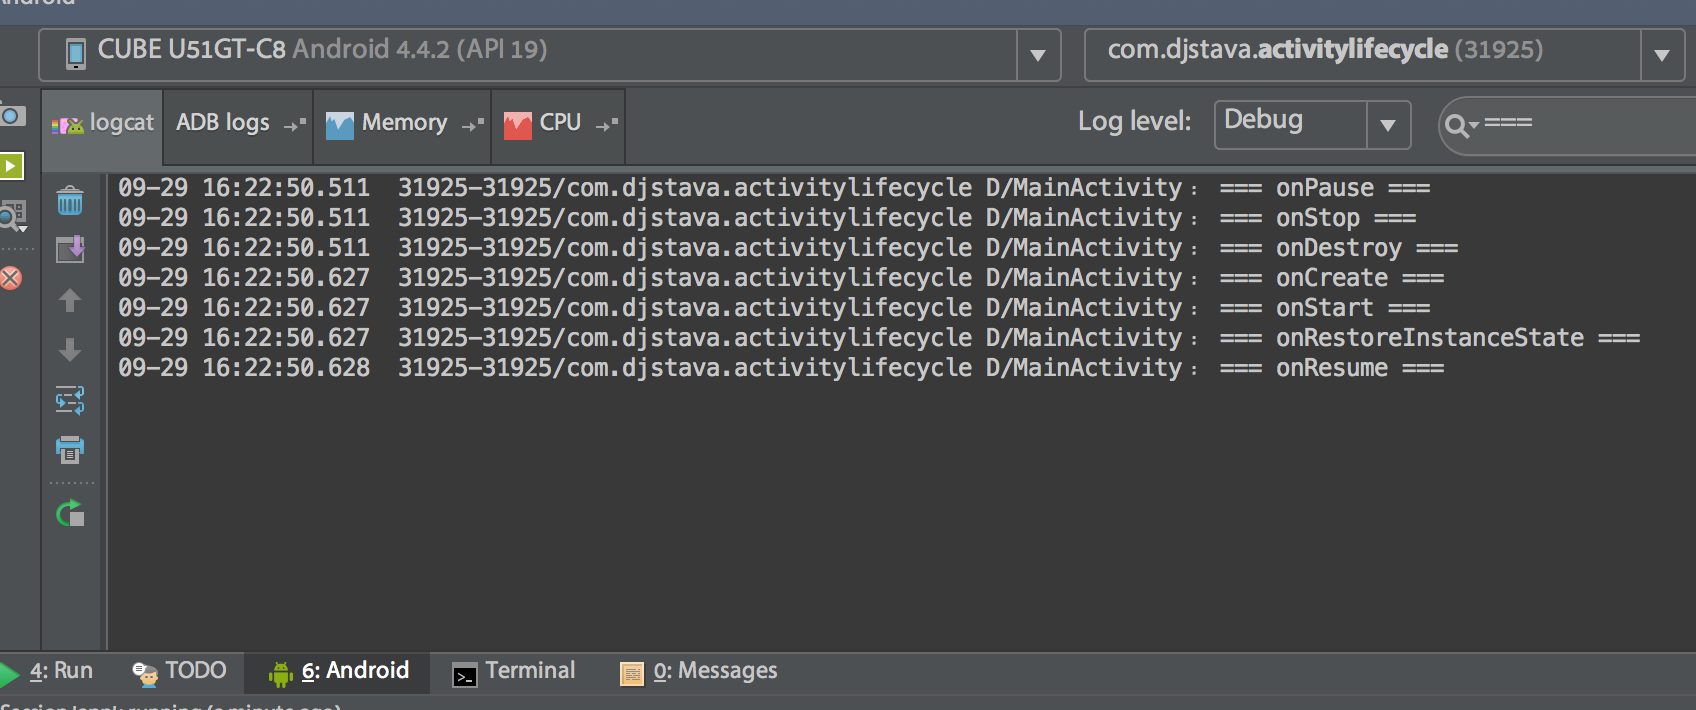 Android
CUBE U51GT-C8 Android 4.4.2 (API 19)
com.djstava.activitylifecycle (31925)
logcat
ADB logs
Memory
CPU
Log level:
Debug
===
09-29 16:22:50.511 31925-31925/com.djstava.activitylifecycle D/MainActivity: === onPause ===
09-29 16:22:50.511 31925-31925/com.djstava.activitylifecycle D/MainActivity: === onStop ===
09-29 16:22:50.511 31925-31925/com.djstava.activitylifecycle D/MainActivity: === onDestroy ===
09-29 16:22:50.627 31925-31925/com.djstava.activitylifecycle D/MainActivity: === onCreate ===
09-29 16:22:50.627 31925-31925/com.djstava.activitylifecycle D/MainActivity: === onStart ===
09-29 16:22:50.627 31925-31925/com.djstava.activitylifecycle D/MainActivity: === onRestoreInstanceState ===
09-29 16:22:50.628 31925-31925/com.djstava.activitylifecycle D/MainActivity: === onResume ===
4: Run
TODO
6: Android
Terminal
0: Messages
Session 'app': running (a minute ago)